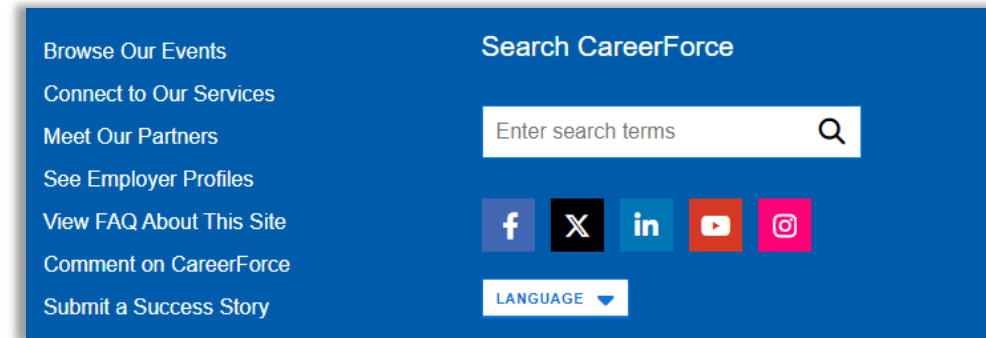 Browse Our Events
Connect to Our Services
Meet Our Partners
See Employer Profiles
View FAQ About This Site
Comment on CareerForce
Submit a Success Story
Search CareerForce
Enter search terms
LANGUAGE